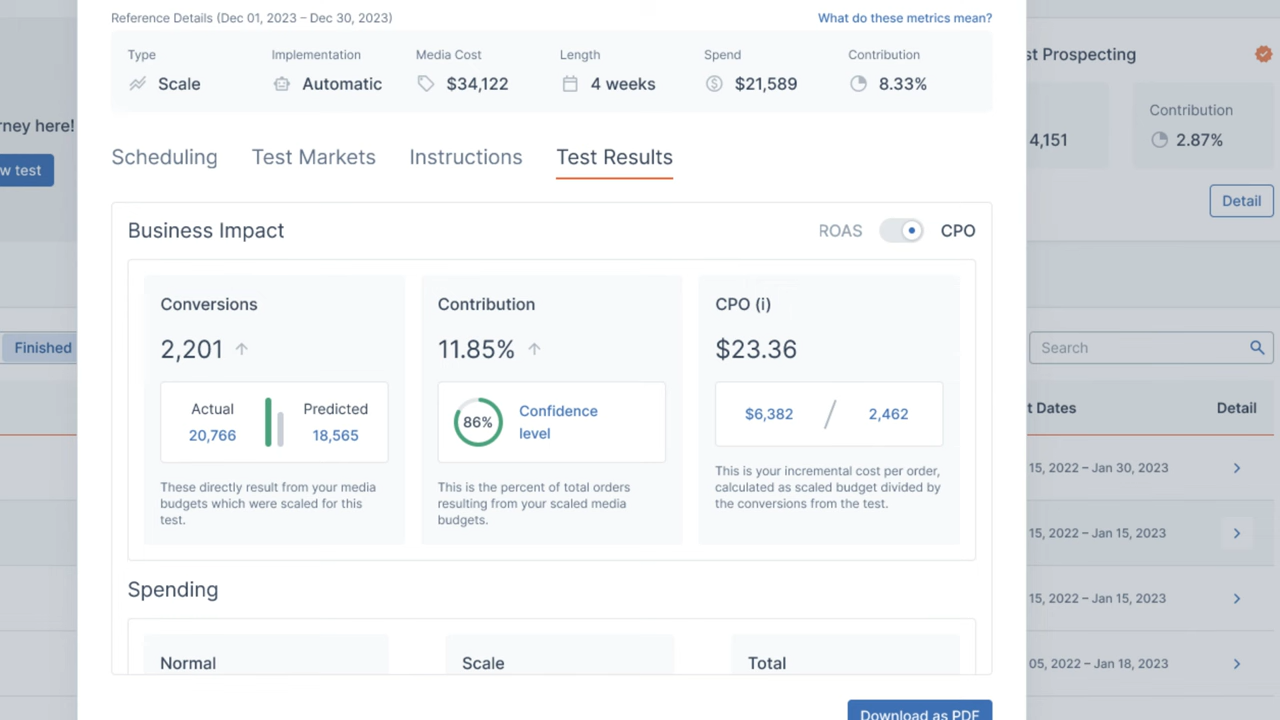 Reference Details (Dec 01, 2023 – Dec 30, 2023)
What do these metrics mean?
Type
Implementation
Media Cost
Length
Spend
Contribution
Scale
Automatic
$34,122
4 weeks
$21,589
8.33%
Scheduling
Test Markets
Instructions
Test Results
Business Impact
ROAS
CPO
Conversions
2,201
Actual
20,766
Predicted
18,565
These directly result from your media
budgets which were scaled for this
test.
Contribution
11.85%
86%
Confidence
level
This is the percent of total orders
resulting from your scaled media
budgets.
CPO (i)
$23.36
$6,382 / 2,462
This is your incremental cost per order,
calculated as scaled budget divided by
the conversions from the test.
Spending
Normal
Scale
Total
Download as PDF
rney here!
w test
Finished
st Prospecting
4,151
Contribution
2.87%
Detail
Search
t Dates
Detail
15, 2022 – Jan 30, 2023
15, 2022 – Jan 15, 2023
15, 2022 – Jan 15, 2023
05, 2022 – Jan 18, 2023